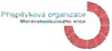 Příspěvková organizace
Moravskoslezského kraje